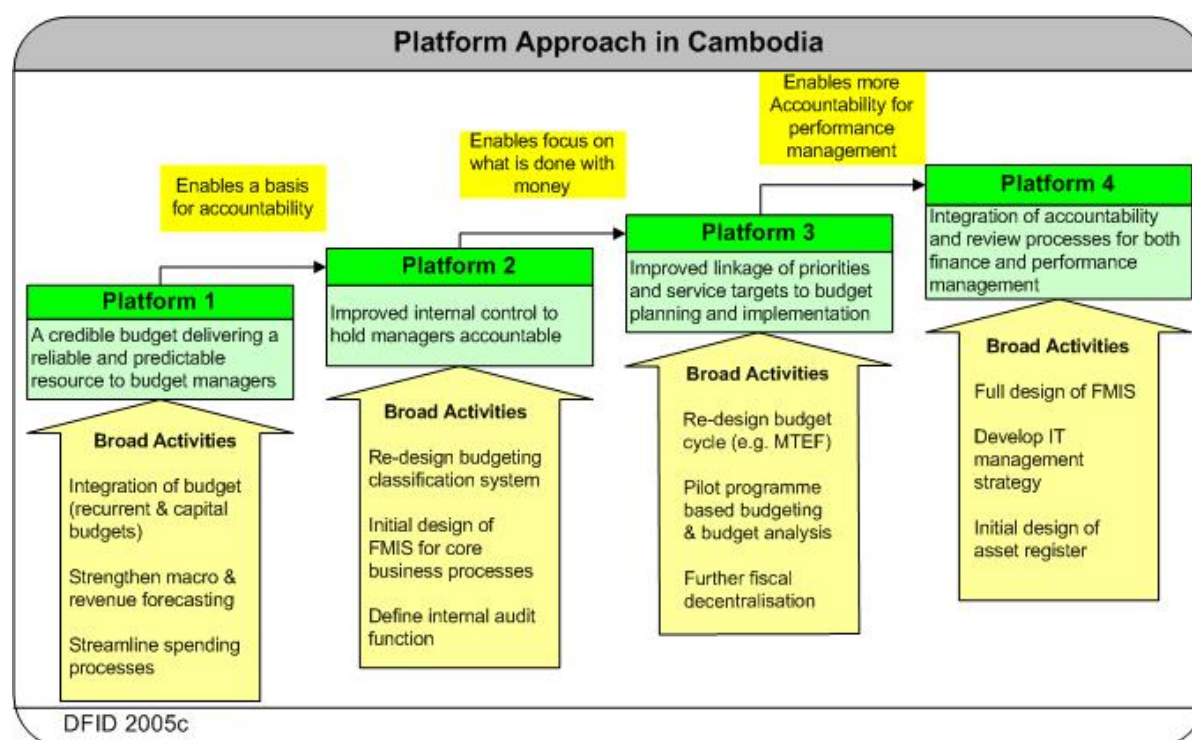 Platform Approach in Cambodia
Enables a basis
for accountability
Enables focus on
what is done with
money
Enables more
Accountability for
performance
management
Platform 1
A credible budget delivering a
reliable and predictable
resource to budget managers
Broad Activities
Integration of budget
(recurrent & capital
budgets)
Strengthen macro &
revenue forecasting
Streamline spending
processes
Platform 2
Improved internal control to
hold managers accountable
Broad Activities
Re-design budgeting
classification system
Initial design of
FMIS for core
business processes
Define internal audit
function
Platform 3
Improved linkage of priorities
and service targets to budget
planning and implementation
Broad Activities
Re-design budget
cycle (e.g. MTEF)
Pilot programme
based budgeting
& budget analysis
Further fiscal
decentralisation
Platform 4
Integration of accountability
and review processes for both
finance and performance
management
Broad Activities
Full design of FMIS
Develop IT
management
strategy
Initial design of
asset register
DFID 2005c